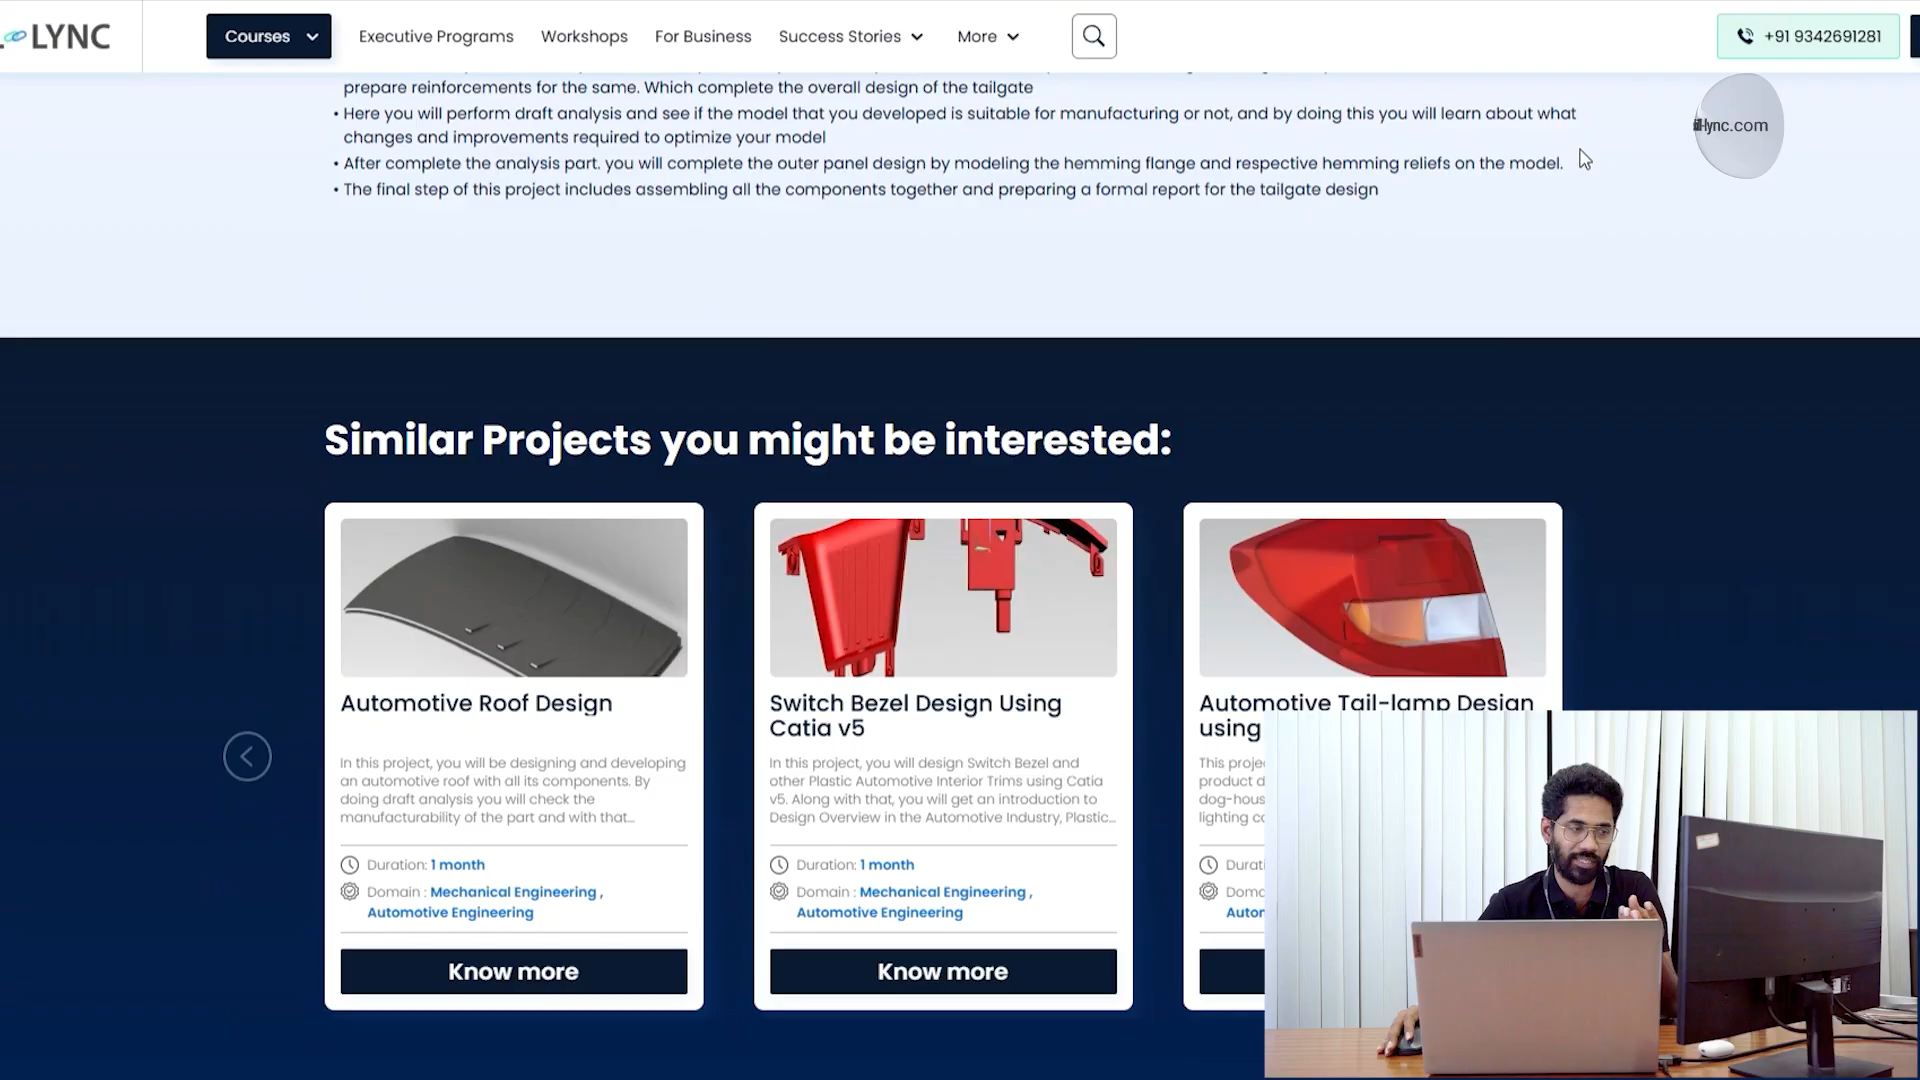 LYNC
Courses
Executive Programs
Workshops
For Business
Success Stories
More
+91 9342691281
prepare reinforcements for the same. Which complete the overall design of the tailgate
• Here you will perform draft analysis and see if the model that you developed is suitable for manufacturing or not, and by doing this you will learn about what
changes and improvements required to optimize your model
• After complete the analysis part. you will complete the outer panel design by modeling the hemming flange and respective hemming reliefs on the model.
• The final step of this project includes assembling all the components together and preparing a formal report for the tailgate design
lync.com
Similar Projects you might be interested:
Automotive Roof Design
In this project, you will be designing and developing
an automotive roof with all its components. By
doing draft analysis you will check the
manufacturability of the part and with that...
Duration: 1 month
Domain : Mechanical Engineering ,
Automotive Engineering
Know more
Switch Bezel Design Using
Catia v5
In this project, you will design Switch Bezel and
other Plastic Automotive Interior Trims using Catia
v5. Along with that, you will get an introduction to
Design Overview in the Automotive Industry, Plastic...
Duration: 1 month
Domain : Mechanical Engineering ,
Automotive Engineering
Know more
Automotive Tail-lamp Design
using
This
product
dog-hous
lighting